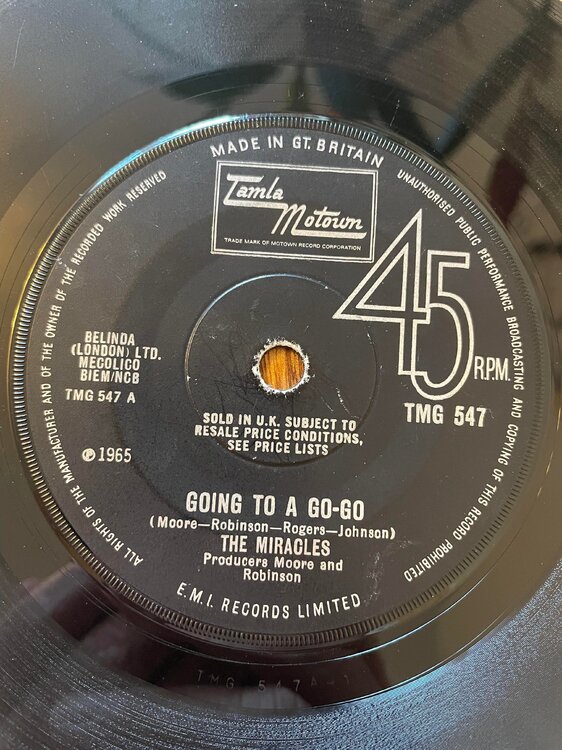 MADE IN GT. BRITAIN
Tamla
Motown
TRADE MARK OF MOTOWN RECORD CORPORATION
UNAUTHORISED PUBLIC PERFORMANCE BROADCASTING AND COPYING OF THIS RECORD PROHIBITED
ALL RIGHTS OF THE MANUFACTURER AND OF THE OWNER OF THE RECORDED WORK RESERVED
45 R.P.M.
TMG 547
BELINDA
(LONDON) LTD.
MECOLICO
BIEM/NCB
TMG 547 A
℗ 1965
SOLD IN U.K. SUBJECT TO
RESALE PRICE CONDITIONS,
SEE PRICE LISTS
GOING TO A GO-GO
(Moore—Robinson—Rogers—Johnson)
THE MIRACLES
Producers Moore and
Robinson
E.M.I. RECORDS LIMITED
TMG 547A-1